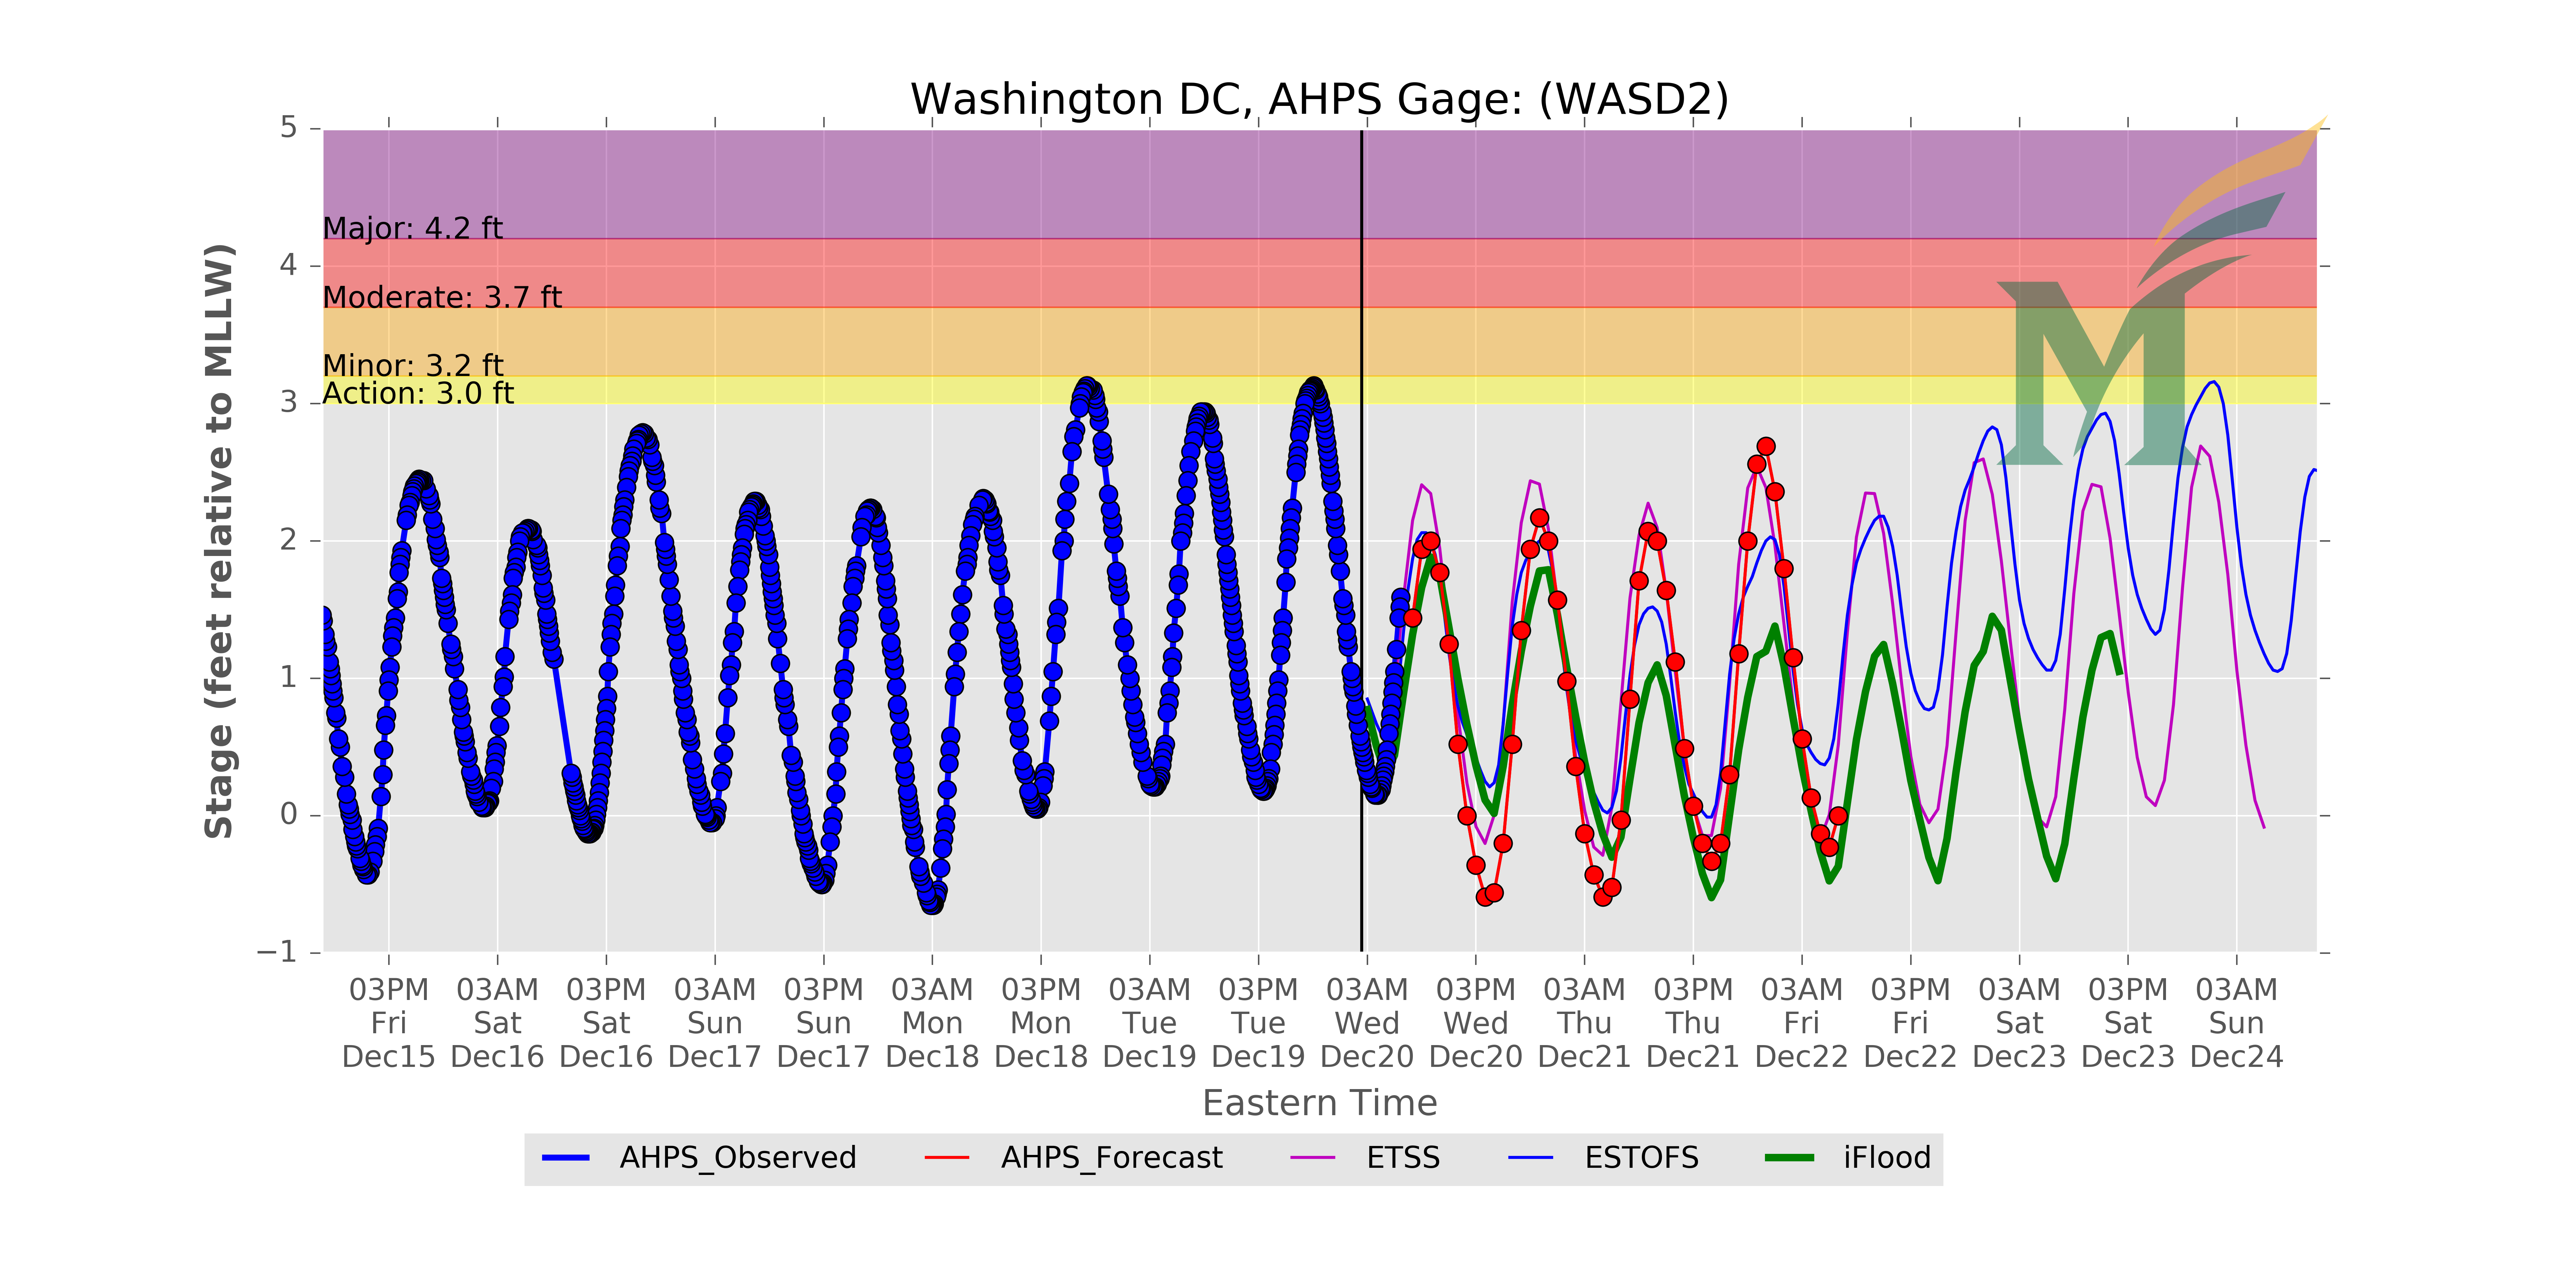 Washington DC, AHPS Gage: (WASD2)
Stage (feet relative to MLLW)
5
4
3
2
1
0
−1
Major: 4.2 ft
Moderate: 3.7 ft
Minor: 3.2 ft
Action: 3.0 ft
M
03PM 03AM 03PM 03AM 03PM 03AM 03PM 03AM 03PM 03AM 03PM 03AM 03PM 03AM 03PM 03AM 03PM 03AM
Fri Sat Sat Sun Sun Mon Mon Tue Tue Wed Wed Thu Thu Fri Fri Sat Sat Sun
Dec15 Dec16 Dec16 Dec17 Dec17 Dec18 Dec18 Dec19 Dec19 Dec20 Dec20 Dec21 Dec21 Dec22 Dec22 Dec23 Dec23 Dec24
Eastern Time
AHPS_Observed AHPS_Forecast ETSS ESTOFS iFlood